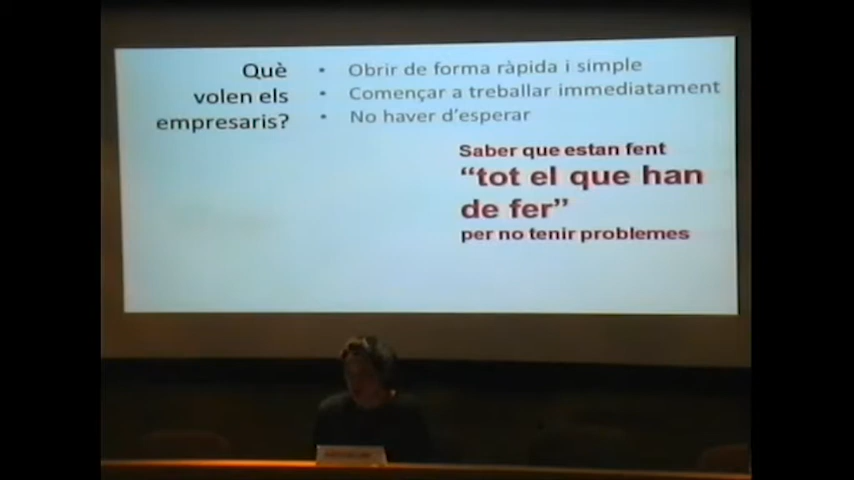 Què
volen els
empresaris?
• Obrir de forma ràpida i simple
• Començar a treballar immediatament
• No haver d'esperar
Saber que estan fent
“tot el que han
de fer”
per no tenir problemes